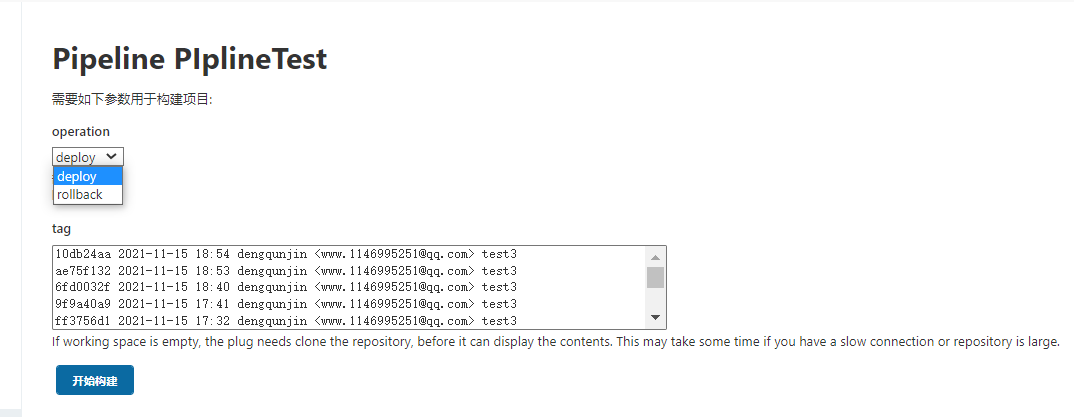 Pipeline PIplineTest
需要如下参数用于构建项目:
operation
deploy
deploy
rollback
tag
10db24aa 2021-11-15 18:54 dengqunjin <www.1146995251@qq.com> test3
ae75f132 2021-11-15 18:53 dengqunjin <www.1146995251@qq.com> test3
6fd0032f 2021-11-15 18:40 dengqunjin <www.1146995251@qq.com> test3
9f9a40a9 2021-11-15 17:41 dengqunjin <www.1146995251@qq.com> test3
ff3756d1 2021-11-15 17:32 dengqunjin <www.1146995251@qq.com> test3
If working space is empty, the plug needs clone the repository, before it can display the contents. This may take some time if you have a slow connection or repository is large.
开始构建